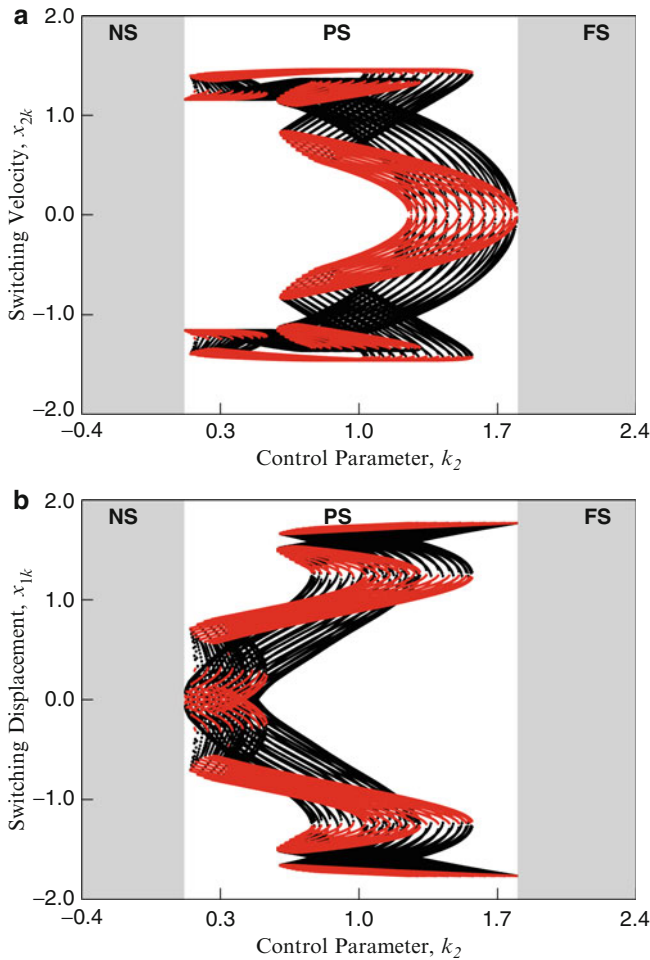 a
NS PS FS
2.0
1.0
0.0
−1.0
−2.0
Switching Velocity, x2k
−0.4 0.3 1.0 1.7 2.4
Control Parameter, k2
b
NS PS FS
2.0
1.0
0.0
−1.0
−2.0
Switching Displacement, x1k
−0.4 0.3 1.0 1.7 2.4
Control Parameter, k2